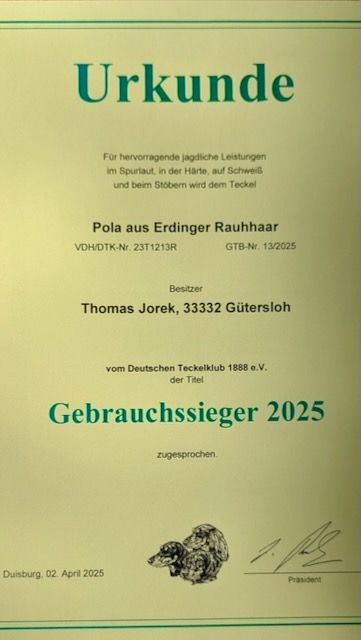 Urkunde
Für hervorragende jagdliche Leistungen
im Spurlaut, in der Härte, auf Schweiß
und beim Stöbern wird dem Teckel
Pola aus Erdinger Rauhhaar
VDH/DTK-Nr. 23T1213R GTB-Nr. 13/2025
Besitzer
Thomas Jorek, 33332 Gütersloh
vom Deutschen Teckelklub 1888 e.V.
der Titel
Gebrauchssieger 2025
zugesprochen.
Duisburg, 02. April 2025
Präsident